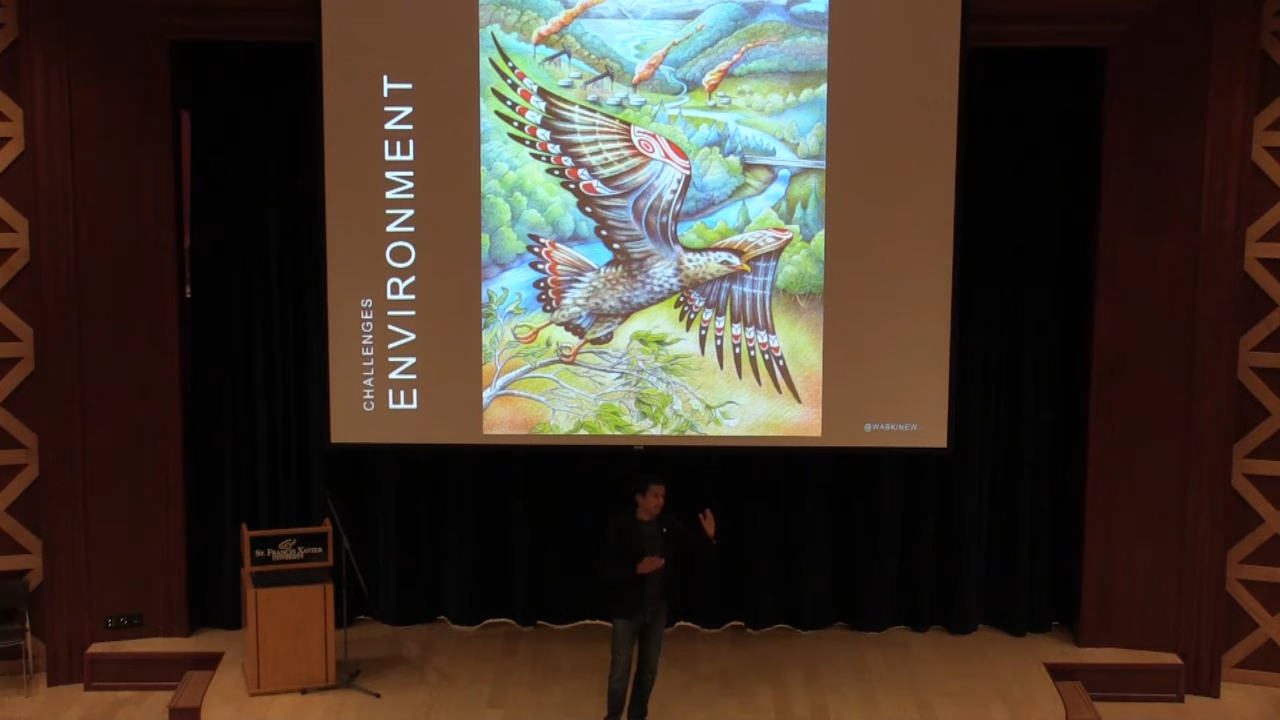 CHALLENGES
ENVIRONMENT
@WABKINEW
ST. FRANCIS XAVIER
UNIVERSITY